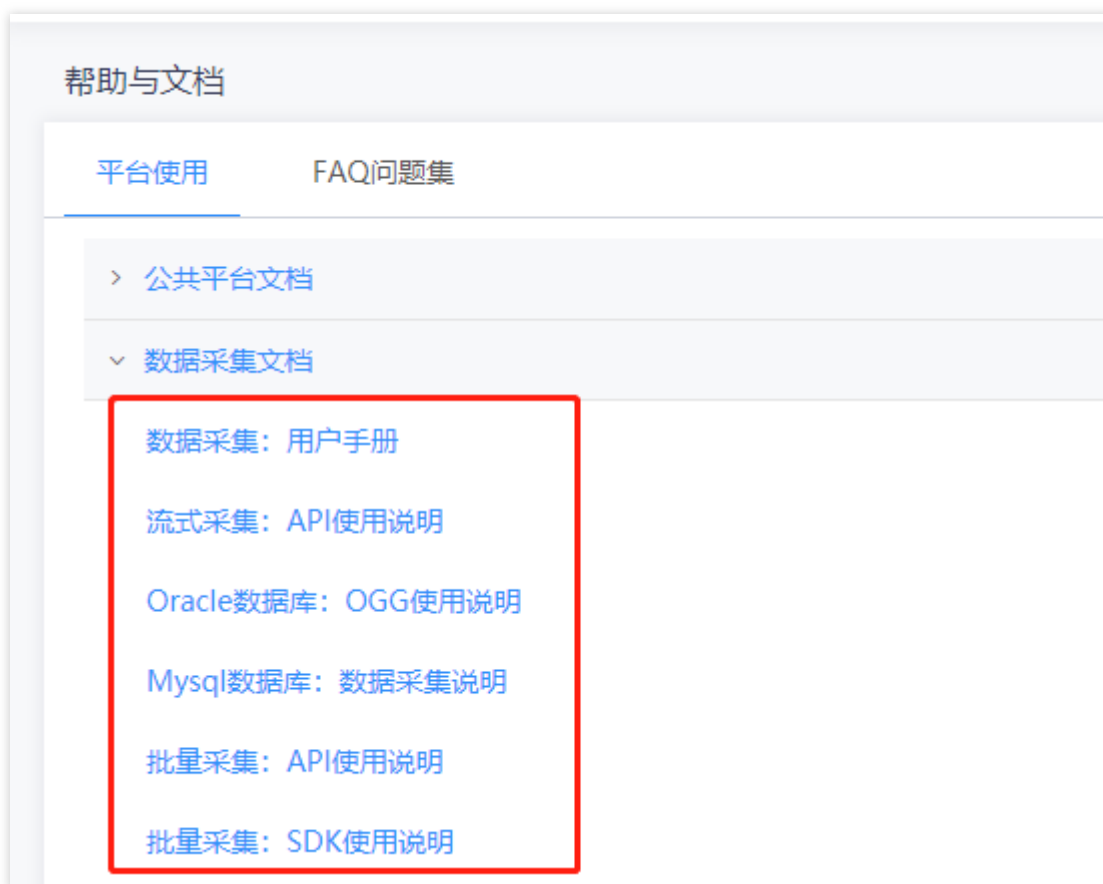 帮助与文档
平台使用 FAQ问题集
公共平台文档
数据采集文档
数据采集：用户手册
流式采集：API使用说明
Oracle数据库：OGG使用说明
Mysql数据库：数据采集说明
批量采集：API使用说明
批量采集：SDK使用说明